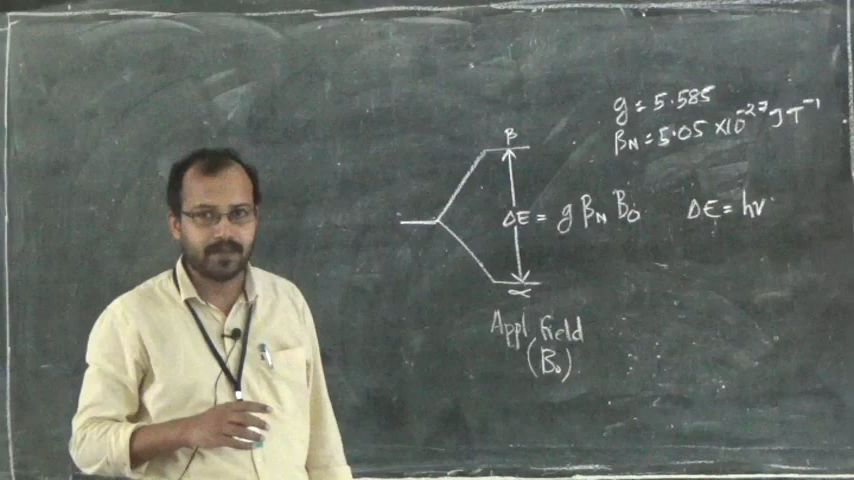 g = 5.585
βN = 5.05 × 10⁻²⁷ J T⁻¹
β
ΔE = g βN B₀
ΔE = hν
α
Appl field
(B₀)